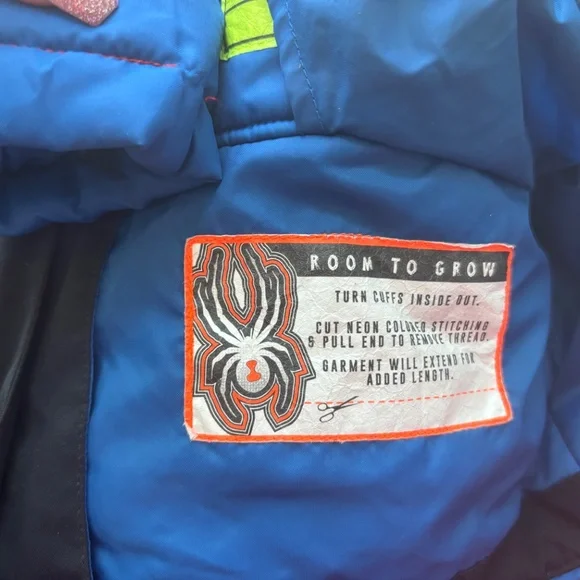 ROOM TO GROW
TURN CUFFS INSIDE OUT.
CUT NEON COLORED STITCHING
& PULL END TO REMOVE THREAD.
GARMENT WILL EXTEND FOR
ADDED LENGTH.